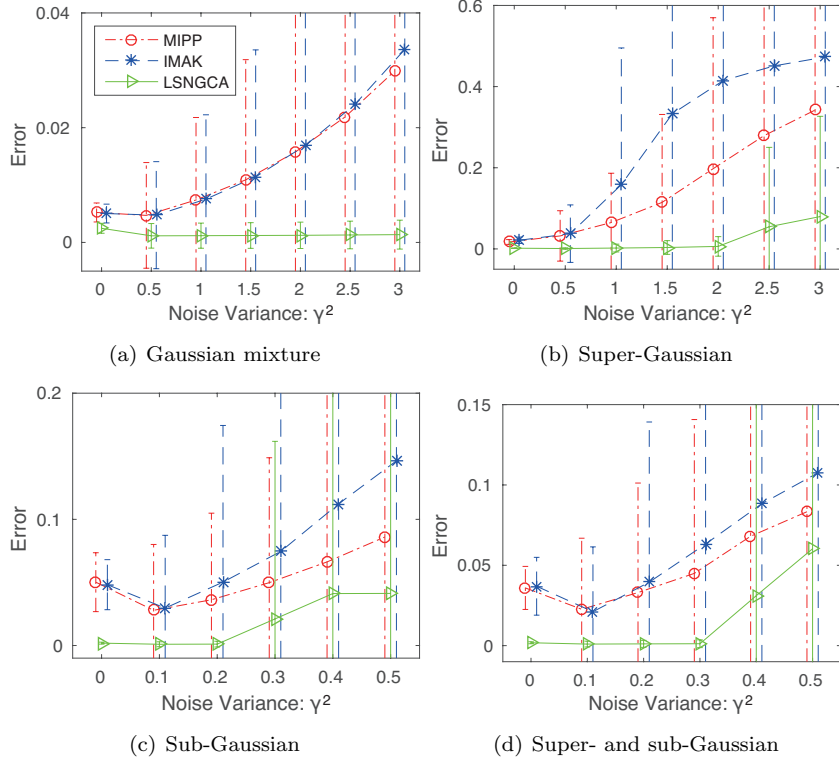 0.04
0.02
0
Error
MIPP
IMAK
LSNGCA
0 0.5 1 1.5 2 2.5 3
Noise Variance: γ²
(a) Gaussian mixture
0.6
0.4
0.2
0
Error
0 0.5 1 1.5 2 2.5 3
Noise Variance: γ²
(b) Super-Gaussian
0.2
0.1
0
Error
0 0.1 0.2 0.3 0.4 0.5
Noise Variance: γ²
(c) Sub-Gaussian
0.15
0.1
0.05
0
Error
0 0.1 0.2 0.3 0.4 0.5
Noise Variance: γ²
(d) Super- and sub-Gaussian